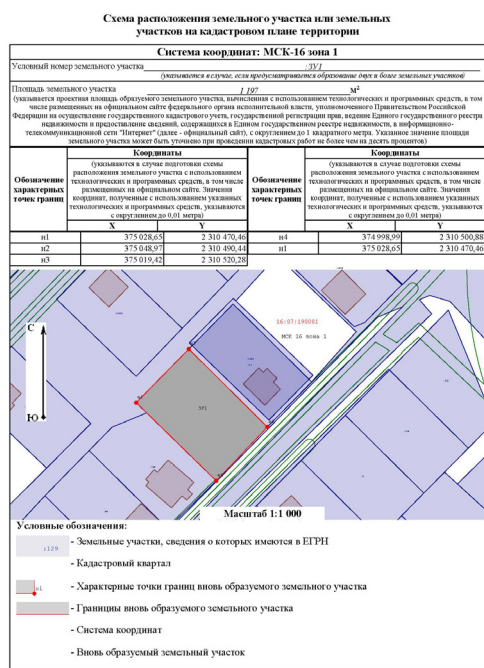 Схема расположения земельного участка или земельных
участков на кадастровом плане территории
Система координат: МСК-16 зона 1
Условный номер земельного участка :ЗУ1
(указывается в случае, если предусматривается образование двух и более земельных участков)
Площадь земельного участка 1 197 м²
(указывается проектная площадь образуемого земельного участка, вычисленная с использованием технологических и программных средств, в том
числе размещенных на официальном сайте федерального органа исполнительной власти, уполномоченного Правительством Российской
Федерации на осуществление государственного кадастрового учета, государственной регистрации прав, ведение Единого государственного реестра
недвижимости и предоставление сведений, содержащихся в Едином государственном реестре недвижимости, в информационно-
телекоммуникационной сети "Интернет" (далее - официальный сайт), с округлением до 1 квадратного метра. Указанное значение площади
земельного участка может быть уточнено при проведении кадастровых работ не более чем на десять процентов)
Обозначение
характерных
точек границ
Координаты
(указываются в случае подготовки схемы
расположения земельного участка с использованием
технологических и программных средств, в том числе
размещенных на официальном сайте. Значения
координат, полученные с использованием указанных
технологических и программных средств, указываются
с округлением до 0,01 метра)
X Y
Обозначение
характерных
точек границ
Координаты
(указываются в случае подготовки схемы
расположения земельного участка с использованием
технологических и программных средств, в том числе
размещенных на официальном сайте. Значения
координат, полученные с использованием указанных
технологических и программных средств, указываются
с округлением до 0,01 метра)
X Y
н1 375 028,65 2 310 470,46 н4 374 998,99 2 310 500,88
н2 375 048,97 2 310 490,44 н1 375 028,65 2 310 470,46
н3 375 019,42 2 310 520,28
16:07:190001
МСК 16 зона 1
С
ЗУ1
Ю
Масштаб 1:1 000
Условные обозначения:
:129 - Земельные участки, сведения о которых имеются в ЕГРН
- Кадастровый квартал
н1 - Характерные точки границ вновь образуемого земельного участка
- Границы вновь образуемого земельного участка
- Система координат
- Вновь образуемый земельный участок